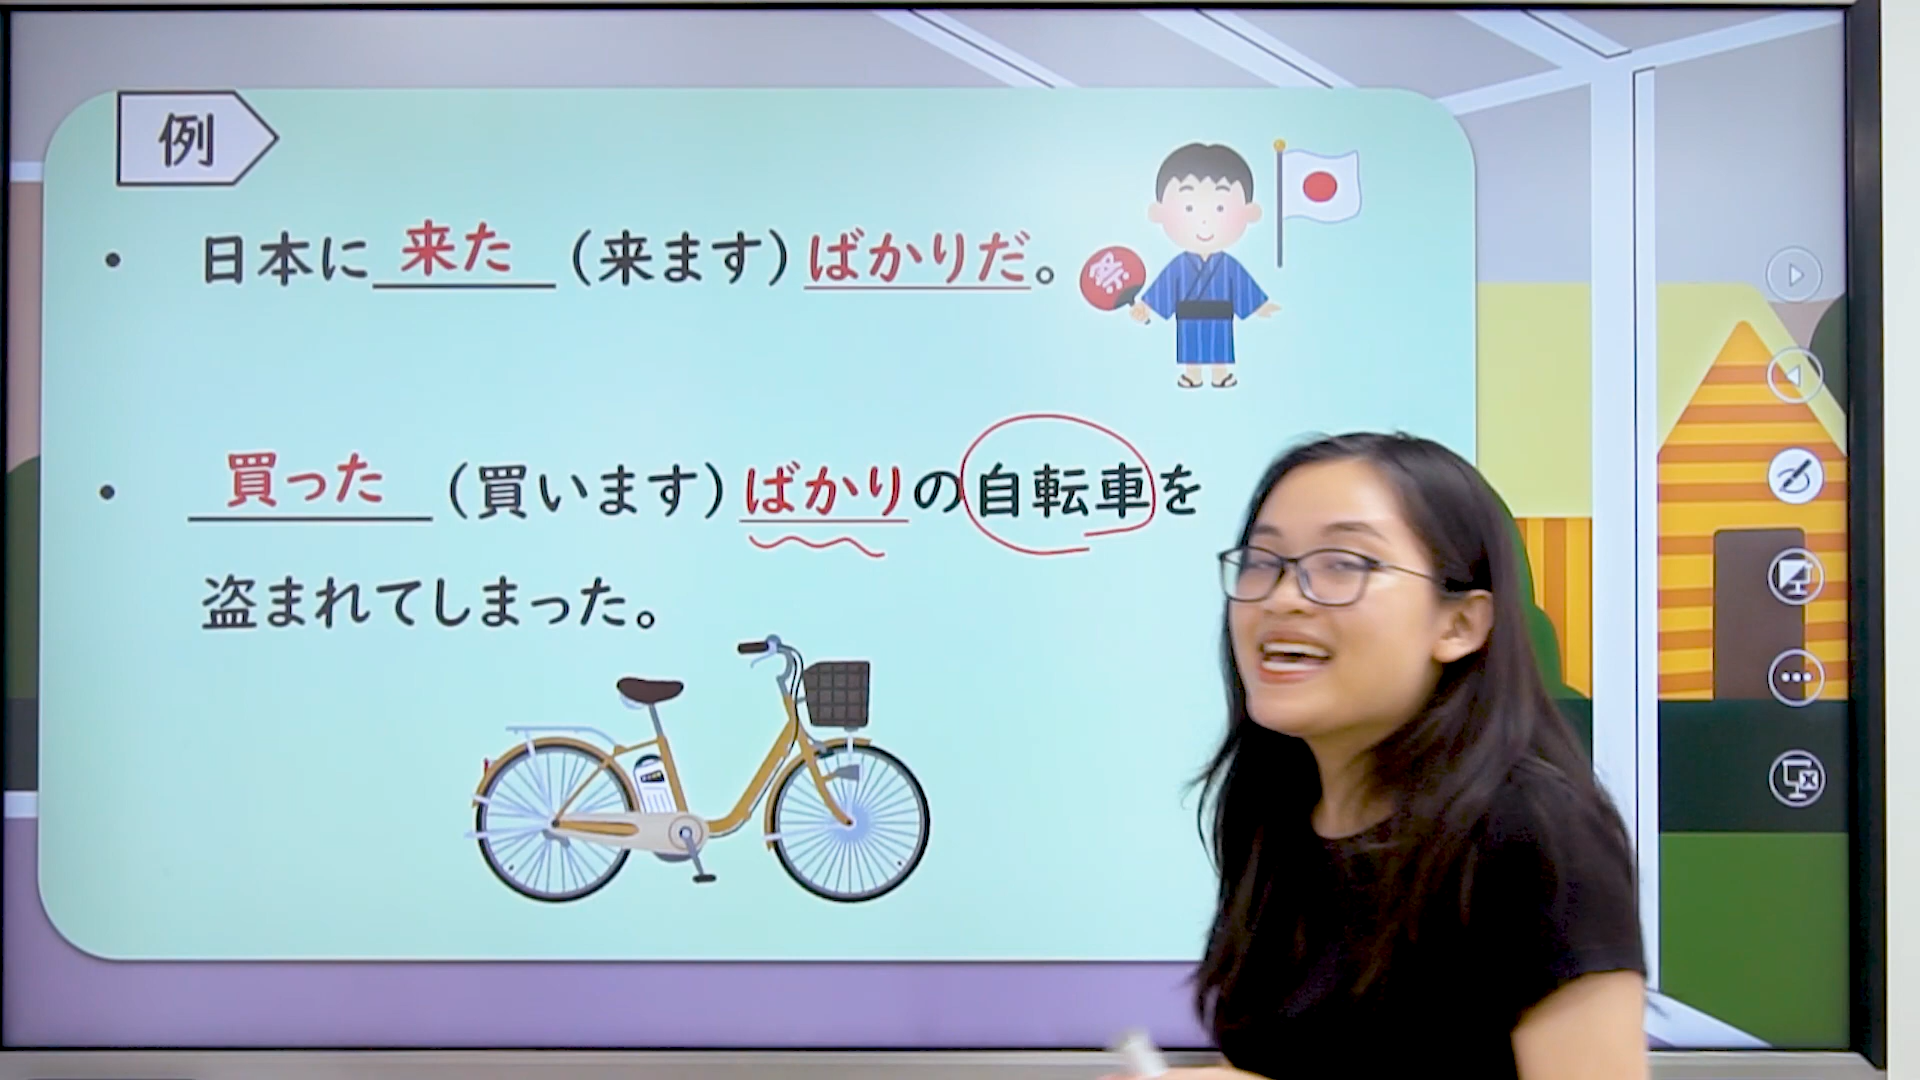 例
• 日本に 来た (来ます) ばかりだ。
祭
• 買った (買います) ばかりの自転車を
盗まれてしまった。